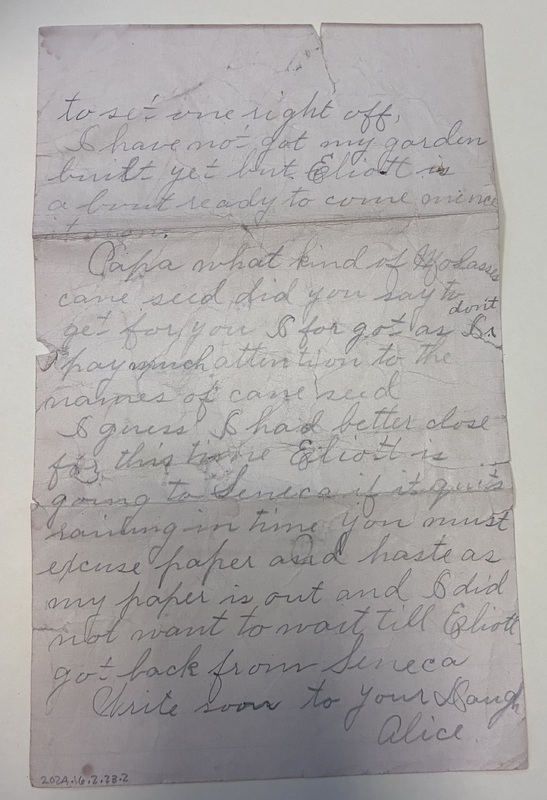 to set one right off,
I have not got my garden
built yet but Eliott is
a bout ready to come mence
it again.
Papa what kind of Molasses
cane seed did you say to
get for you I for got as I don't
pay much attention to the
names of cane seed
I guess I had better close
for this time Eliott is
going to Seneca if it quits
raining in time you must
excuse paper and haste as
my paper is out and I did
not want to wait till Eliott
got back from Seneca
Write soon to your Daugh
Alice.
2024.16.2.23.2